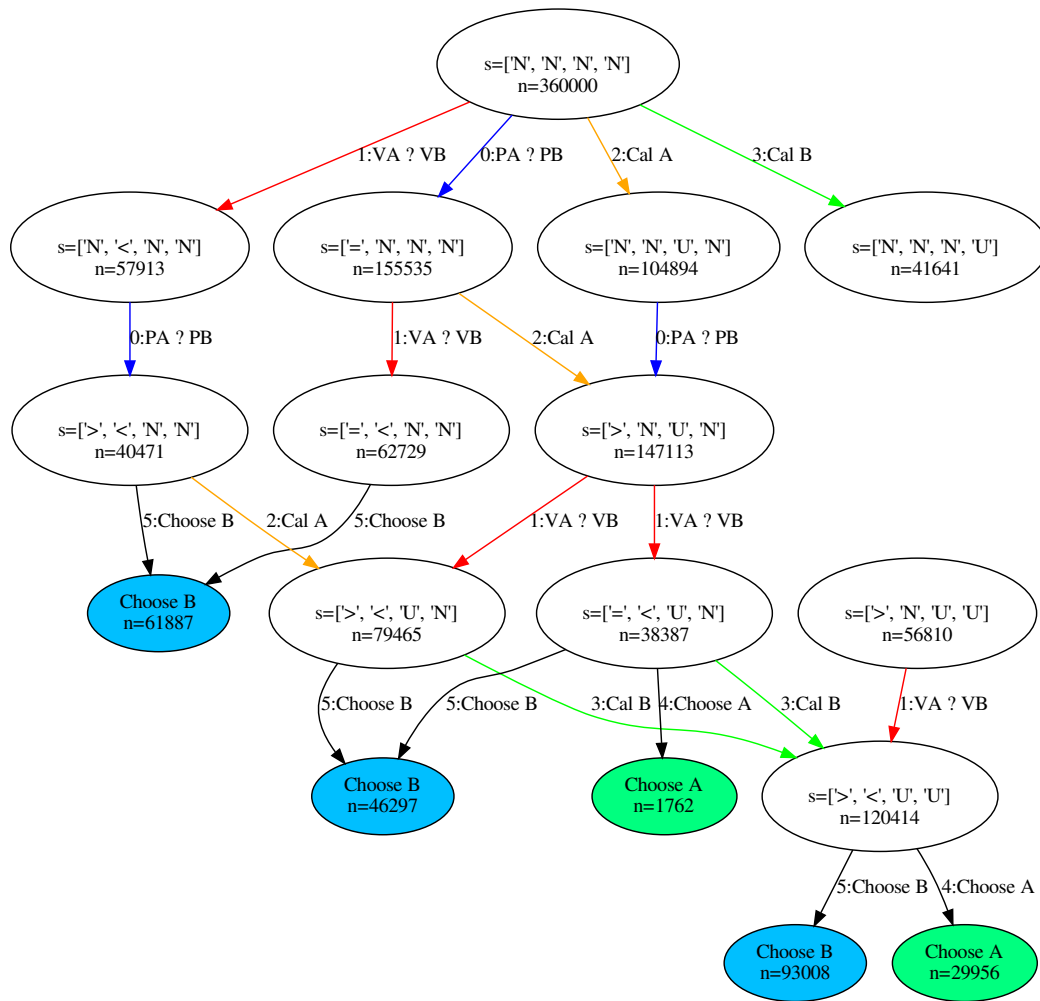 s=['N', 'N', 'N', 'N']
n=360000
1:VA ? VB
0:PA ? PB
2:Cal A
3:Cal B
s=['N', '<', 'N', 'N']
n=57913
s=['=', 'N', 'N', 'N']
n=155535
s=['N', 'N', 'U', 'N']
n=104894
s=['N', 'N', 'N', 'U']
n=41641
0:PA ? PB
1:VA ? VB
2:Cal A
0:PA ? PB
s=['>', '<', 'N', 'N']
n=40471
s=['=', '<', 'N', 'N']
n=62729
s=['>', 'N', 'U', 'N']
n=147113
5:Choose B
2:Cal A
5:Choose B
1:VA ? VB
1:VA ? VB
Choose B
n=61887
s=['>', '<', 'U', 'N']
n=79465
s=['=', '<', 'U', 'N']
n=38387
s=['>', 'N', 'U', 'U']
n=56810
5:Choose B
5:Choose B
3:Cal B
4:Choose A
3:Cal B
1:VA ? VB
Choose B
n=46297
Choose A
n=1762
s=['>', '<', 'U', 'U']
n=120414
5:Choose B
4:Choose A
Choose B
n=93008
Choose A
n=29956